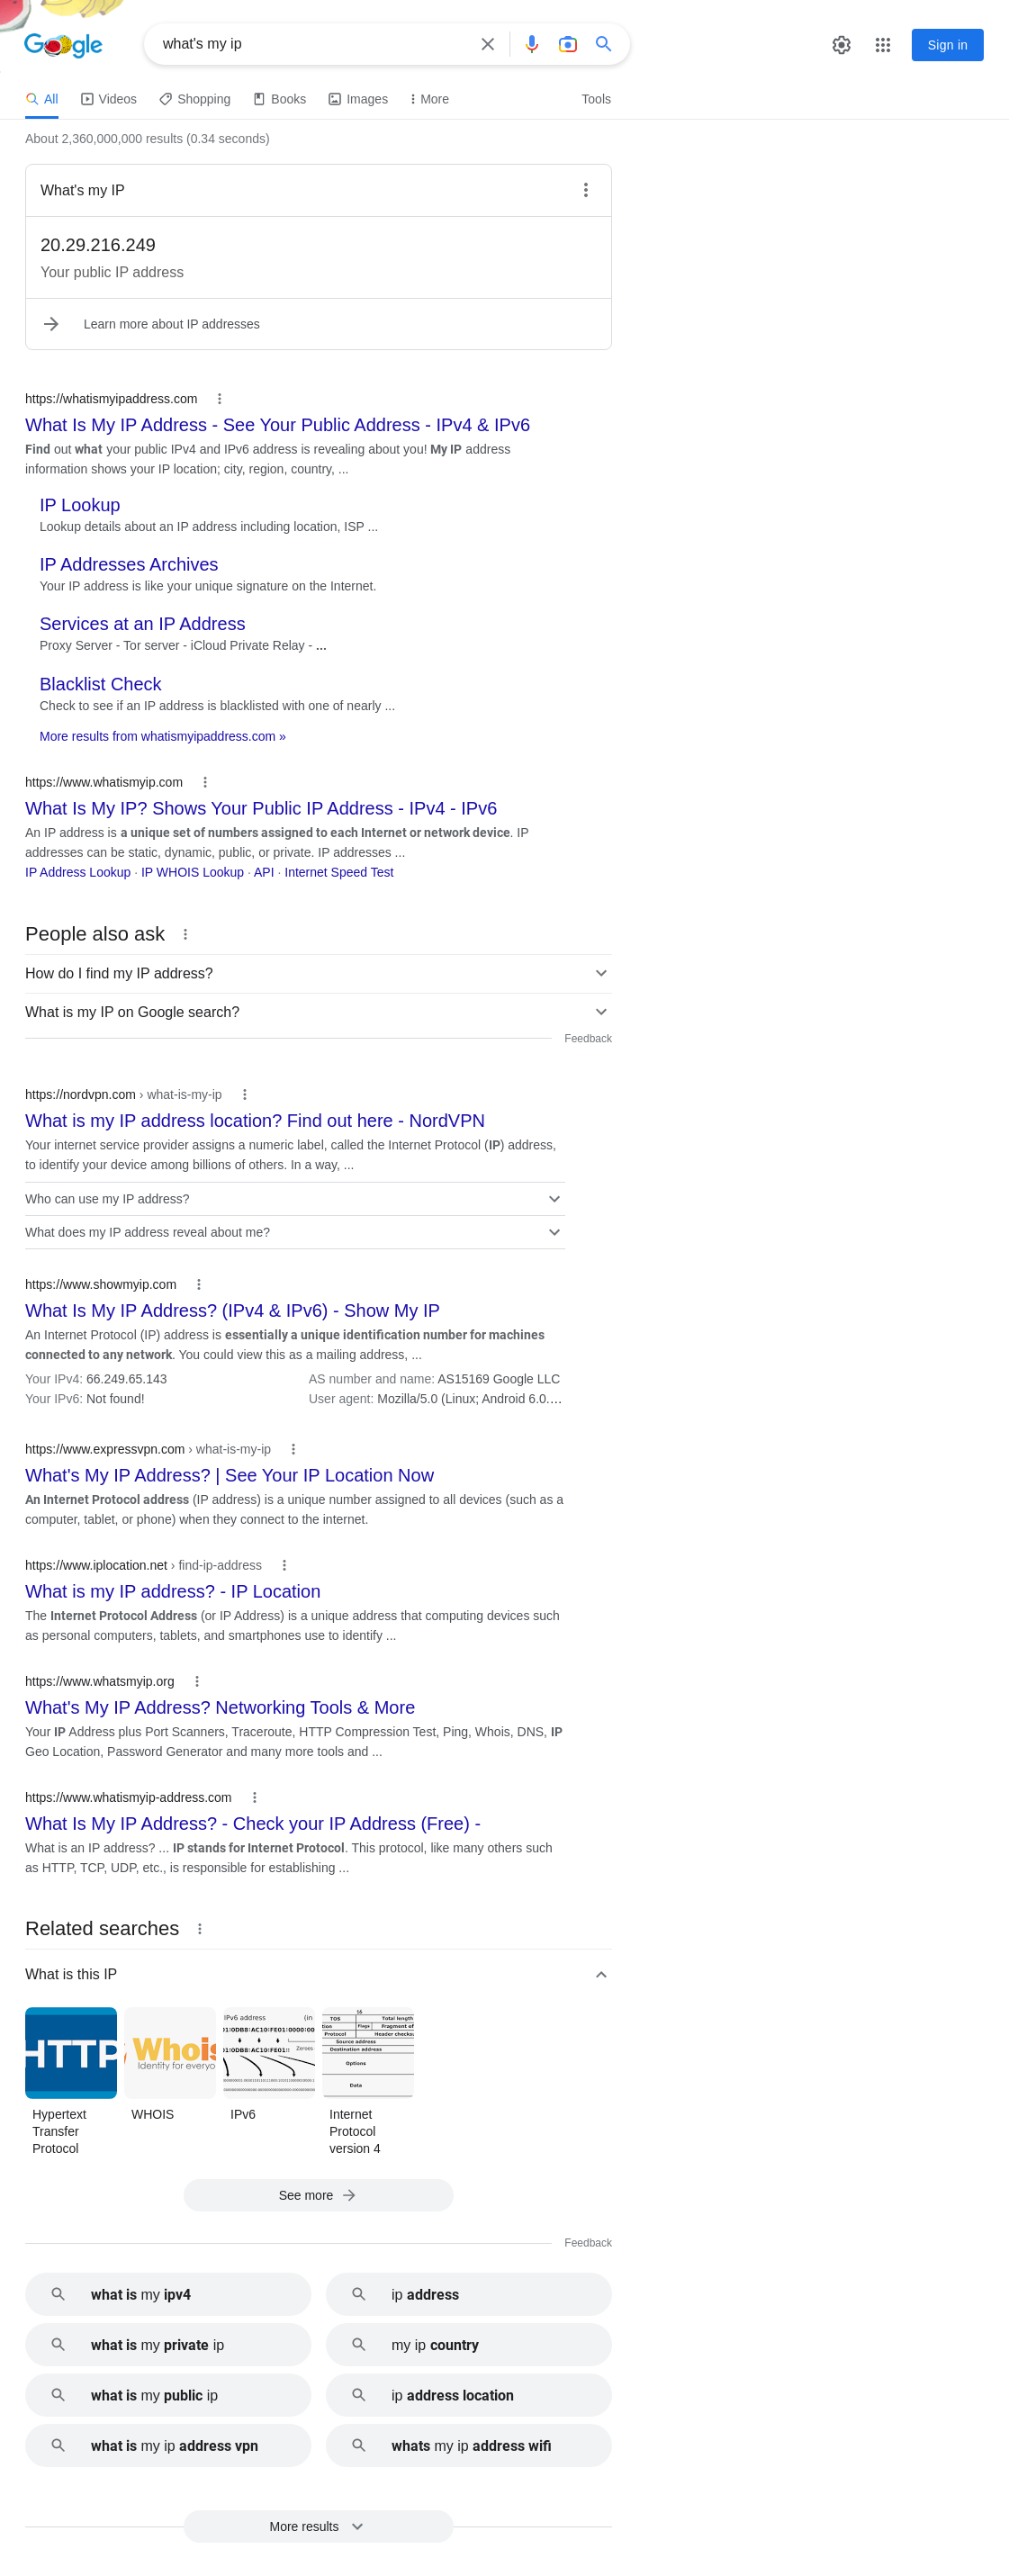 Google
what's my ip
Sign in
All
Videos
Shopping
Books
Images
More
Tools
About 2,360,000,000 results (0.34 seconds)
What's my IP
20.29.216.249
Your public IP address
Learn more about IP addresses
https://whatismyipaddress.com
What Is My IP Address - See Your Public Address - IPv4 & IPv6
Find out what your public IPv4 and IPv6 address is revealing about you! My IP address
information shows your IP location; city, region, country, ...
IP Lookup
Lookup details about an IP address including location, ISP ...
IP Addresses Archives
Your IP address is like your unique signature on the Internet.
Services at an IP Address
Proxy Server - Tor server - iCloud Private Relay - ...
Blacklist Check
Check to see if an IP address is blacklisted with one of nearly ...
More results from whatismyipaddress.com »
https://www.whatismyip.com
What Is My IP? Shows Your Public IP Address - IPv4 - IPv6
An IP address is a unique set of numbers assigned to each Internet or network device. IP
addresses can be static, dynamic, public, or private. IP addresses ...
IP Address Lookup · IP WHOIS Lookup · API · Internet Speed Test
People also ask
How do I find my IP address?
What is my IP on Google search?
Feedback
https://nordvpn.com › what-is-my-ip
What is my IP address location? Find out here - NordVPN
Your internet service provider assigns a numeric label, called the Internet Protocol (IP) address,
to identify your device among billions of others. In a way, ...
Who can use my IP address?
What does my IP address reveal about me?
https://www.showmyip.com
What Is My IP Address? (IPv4 & IPv6) - Show My IP
An Internet Protocol (IP) address is essentially a unique identification number for machines
connected to any network. You could view this as a mailing address, ...
Your IPv4: 66.249.65.143
AS number and name: AS15169 Google LLC
Your IPv6: Not found!
User agent: Mozilla/5.0 (Linux; Android 6.0....
https://www.expressvpn.com › what-is-my-ip
What's My IP Address? | See Your IP Location Now
An Internet Protocol address (IP address) is a unique number assigned to all devices (such as a
computer, tablet, or phone) when they connect to the internet.
https://www.iplocation.net › find-ip-address
What is my IP address? - IP Location
The Internet Protocol Address (or IP Address) is a unique address that computing devices such
as personal computers, tablets, and smartphones use to identify ...
https://www.whatsmyip.org
What's My IP Address? Networking Tools & More
Your IP Address plus Port Scanners, Traceroute, HTTP Compression Test, Ping, Whois, DNS, IP
Geo Location, Password Generator and many more tools and ...
https://www.whatismyip-address.com
What Is My IP Address? - Check your IP Address (Free) -
What is an IP address? ... IP stands for Internet Protocol. This protocol, like many others such
as HTTP, TCP, UDP, etc., is responsible for establishing ...
Related searches
What is this IP
HTTP
Whois
Identity for everyo
IPv6 address (in
Zeroes
16
TOS Total length
Flags Fragment of
Protocol Header checksu
Source address
Destination address
Options
Data
Hypertext
Transfer
Protocol
WHOIS
IPv6
Internet
Protocol
version 4
See more
Feedback
what is my ipv4
ip address
what is my private ip
my ip country
what is my public ip
ip address location
what is my ip address vpn
whats my ip address wifi
More results